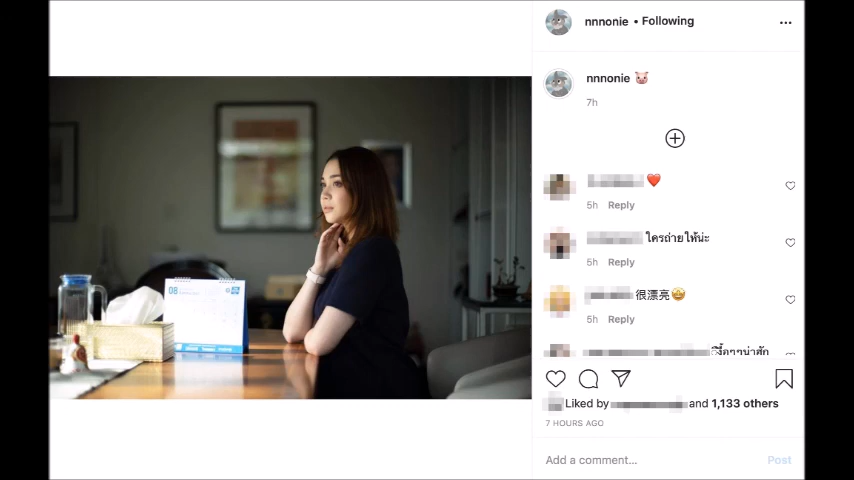 nnnonie • Following
nnnonie 🐷
7h
❤️
5h Reply
ใครถ่ายให้น่ะ
5h Reply
很漂亮🤩
5h Reply
Liked by and 1,133 others
7 HOURS AGO
Add a comment... Post
08